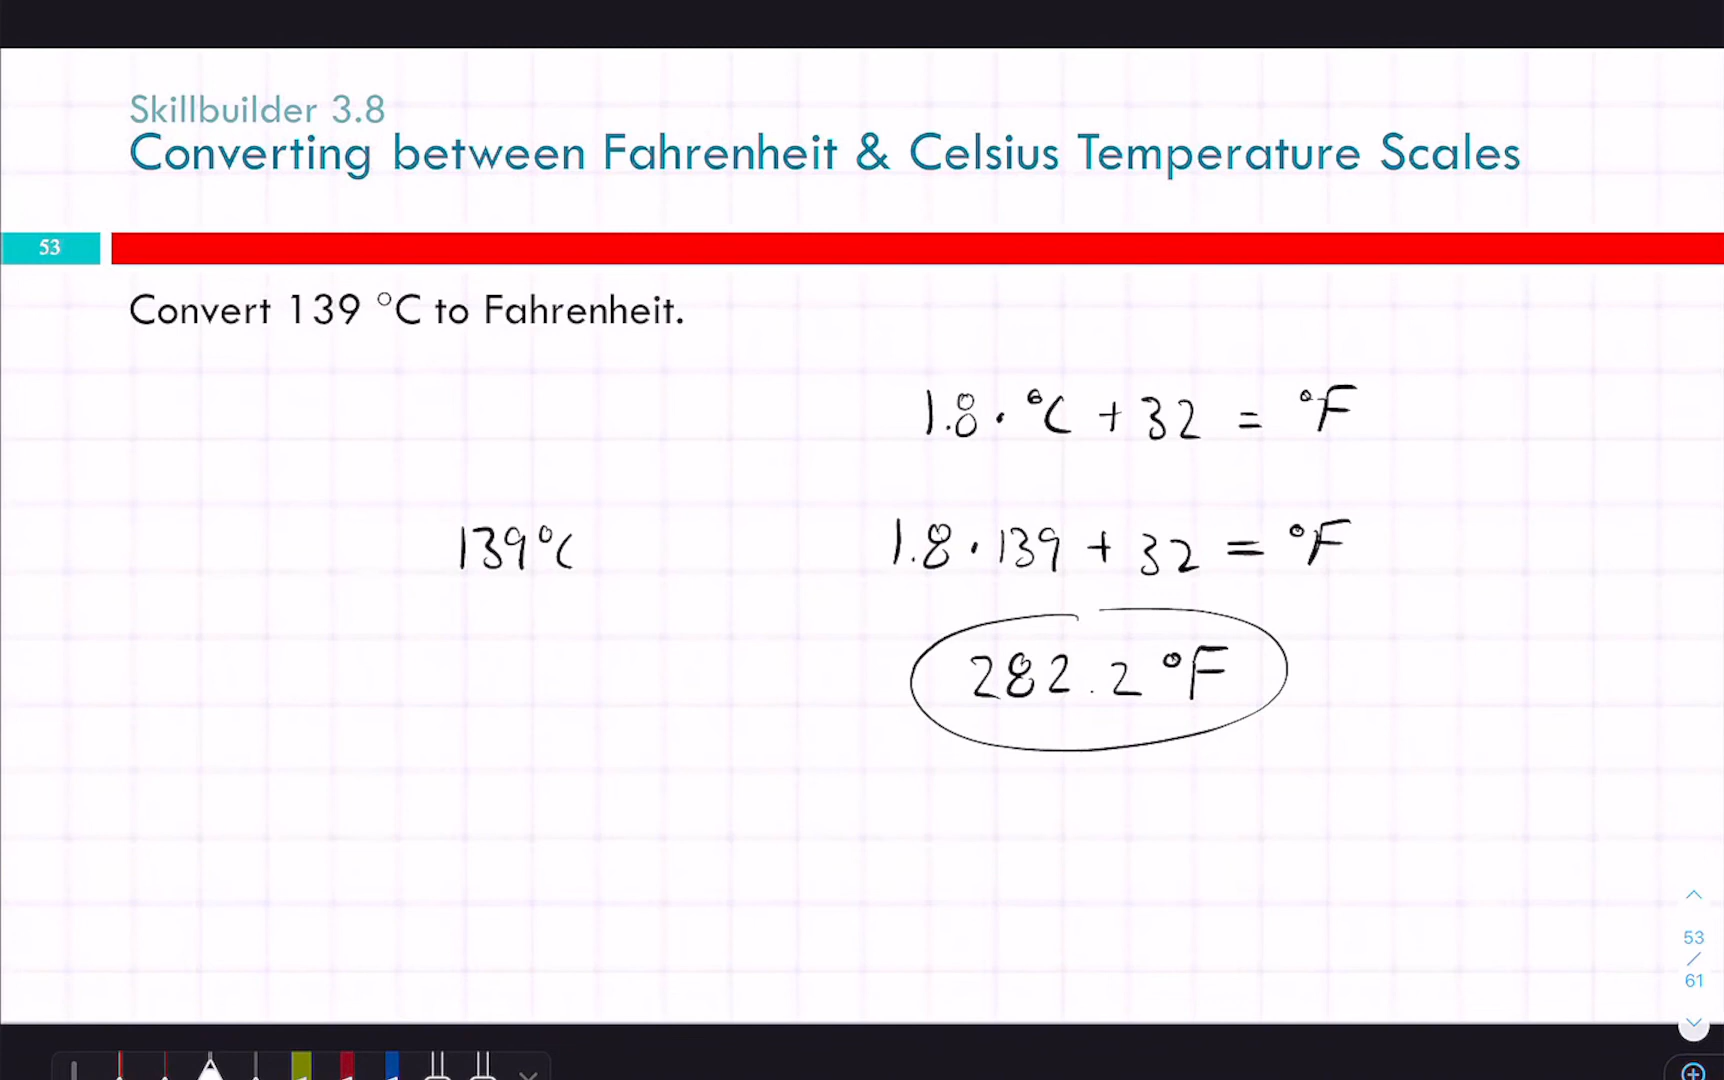 Skillbuilder 3.8
Converting between Fahrenheit & Celsius Temperature Scales
53
Convert 139 °C to Fahrenheit.
1.8 · °C + 32 = °F
139°C
1.8 · 139 + 32 = °F
282.2 °F
53
/
61